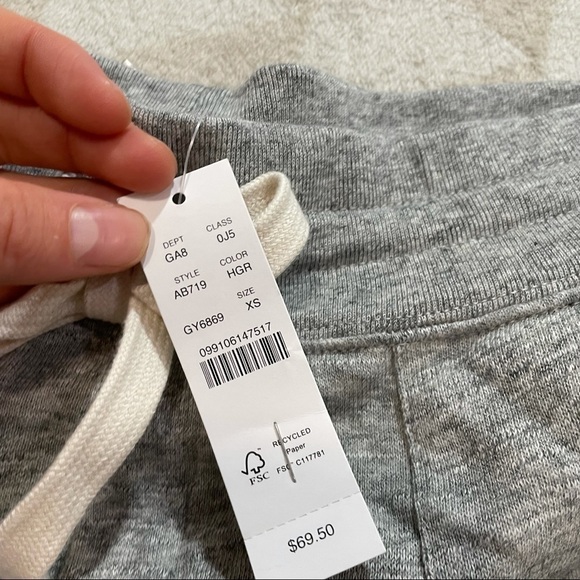 DEPT CLASS
GA8 0J5
STYLE COLOR
AB719 HGR
SIZE
GY6869 XS
099106147517
RECYCLED
Paper
FSC C117781
FSC
$69.50